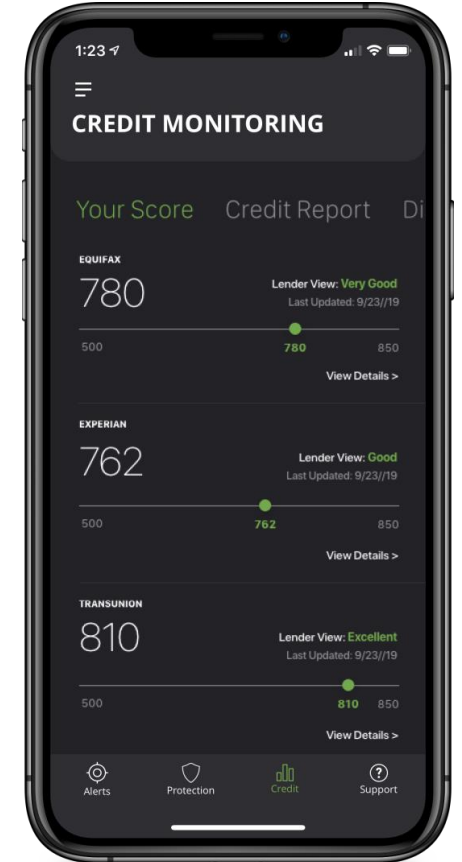 1:23
CREDIT MONITORING
Your Score Credit Report Di
EQUIFAX
780
Lender View: Very Good
Last Updated: 9/23//19
500 780 850
View Details >
EXPERIAN
762
Lender View: Good
Last Updated: 9/23//19
500 762 850
View Details >
TRANSUNION
810
Lender View: Excellent
Last Updated: 9/23//19
500 810 850
View Details >
Alerts Protection Credit Support